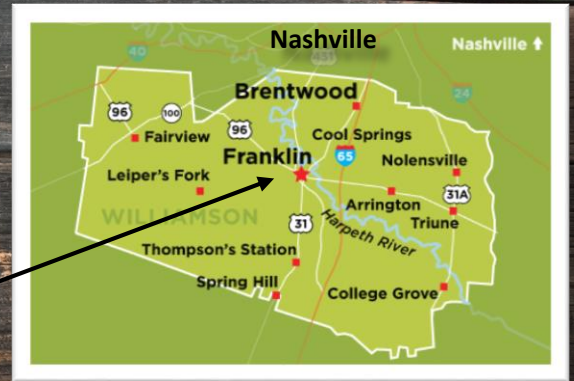 Nashville
Nashville ↑
40
431
24
Brentwood
96
100
96
Cool Springs
Fairview
Franklin
65
Nolensville
Leiper's Fork
31A
WILLIAMSON
Arrington
31
Harpeth River
Triune
Thompson's Station
Spring Hill
College Grove